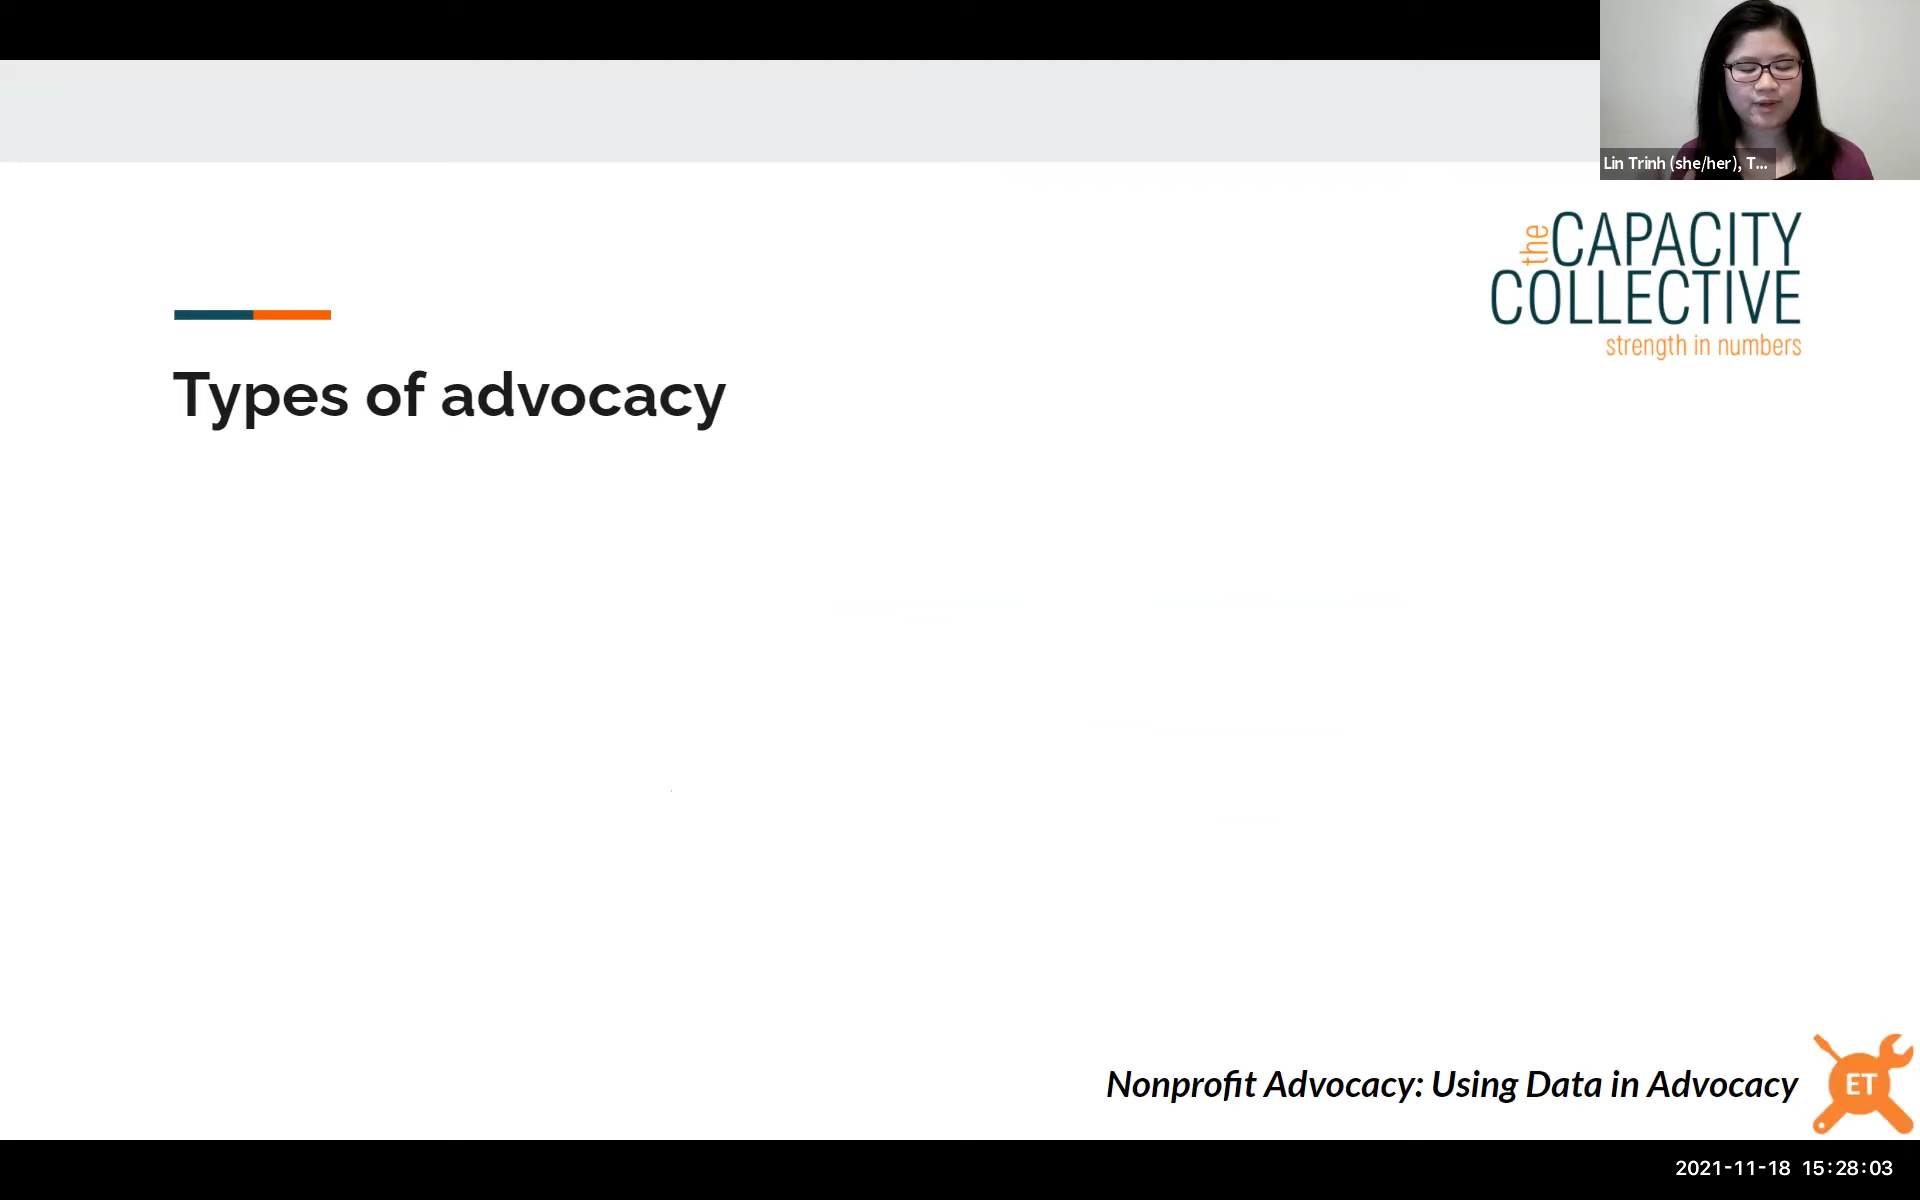 Lin Trinh (she/her), T...
the CAPACITY
COLLECTIVE
strength in numbers
Types of advocacy
Nonprofit Advocacy: Using Data in Advocacy
ET
2021-11-18 15:28:03